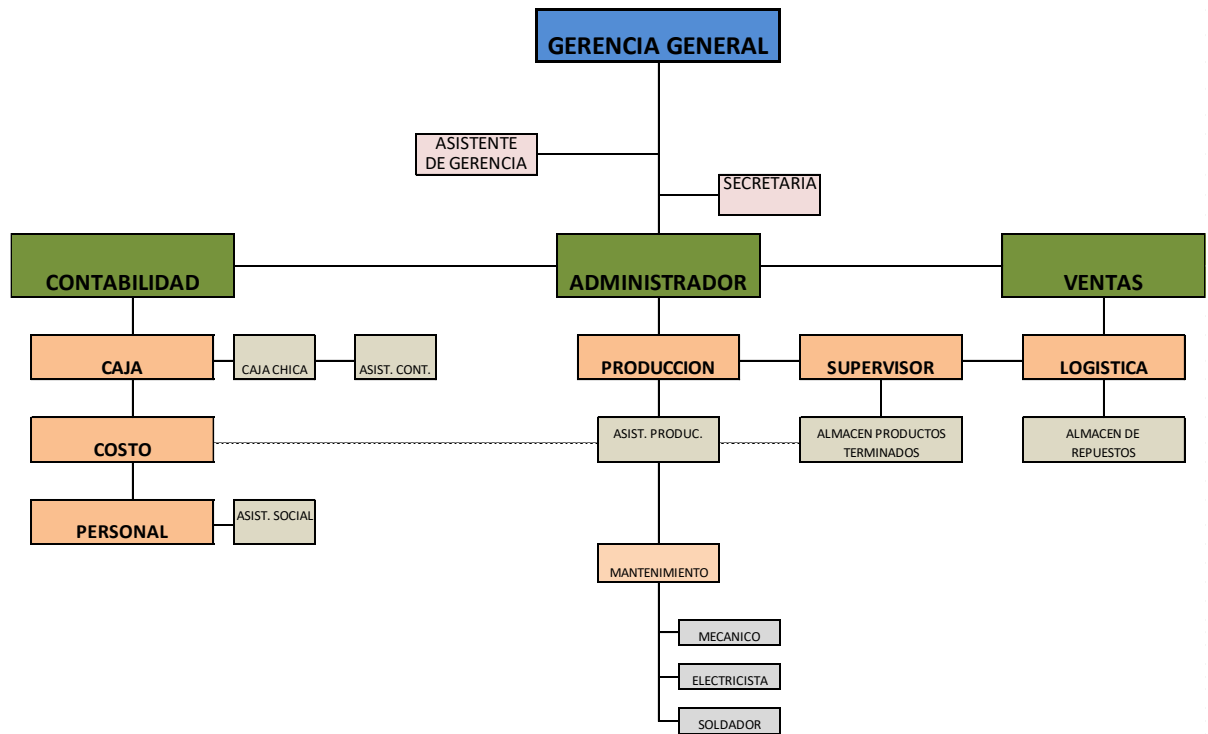 GERENCIA GENERAL
ASISTENTE
DE GERENCIA
SECRETARIA
CONTABILIDAD
ADMINISTRADOR
VENTAS
CAJA
CAJA CHICA
ASIST. CONT.
PRODUCCION
SUPERVISOR
LOGISTICA
COSTO
ASIST. PRODUC.
ALMACEN PRODUCTOS
TERMINADOS
ALMACEN DE
REPUESTOS
PERSONAL
ASIST. SOCIAL
MANTENIMIENTO
MECANICO
ELECTRICISTA
SOLDADOR